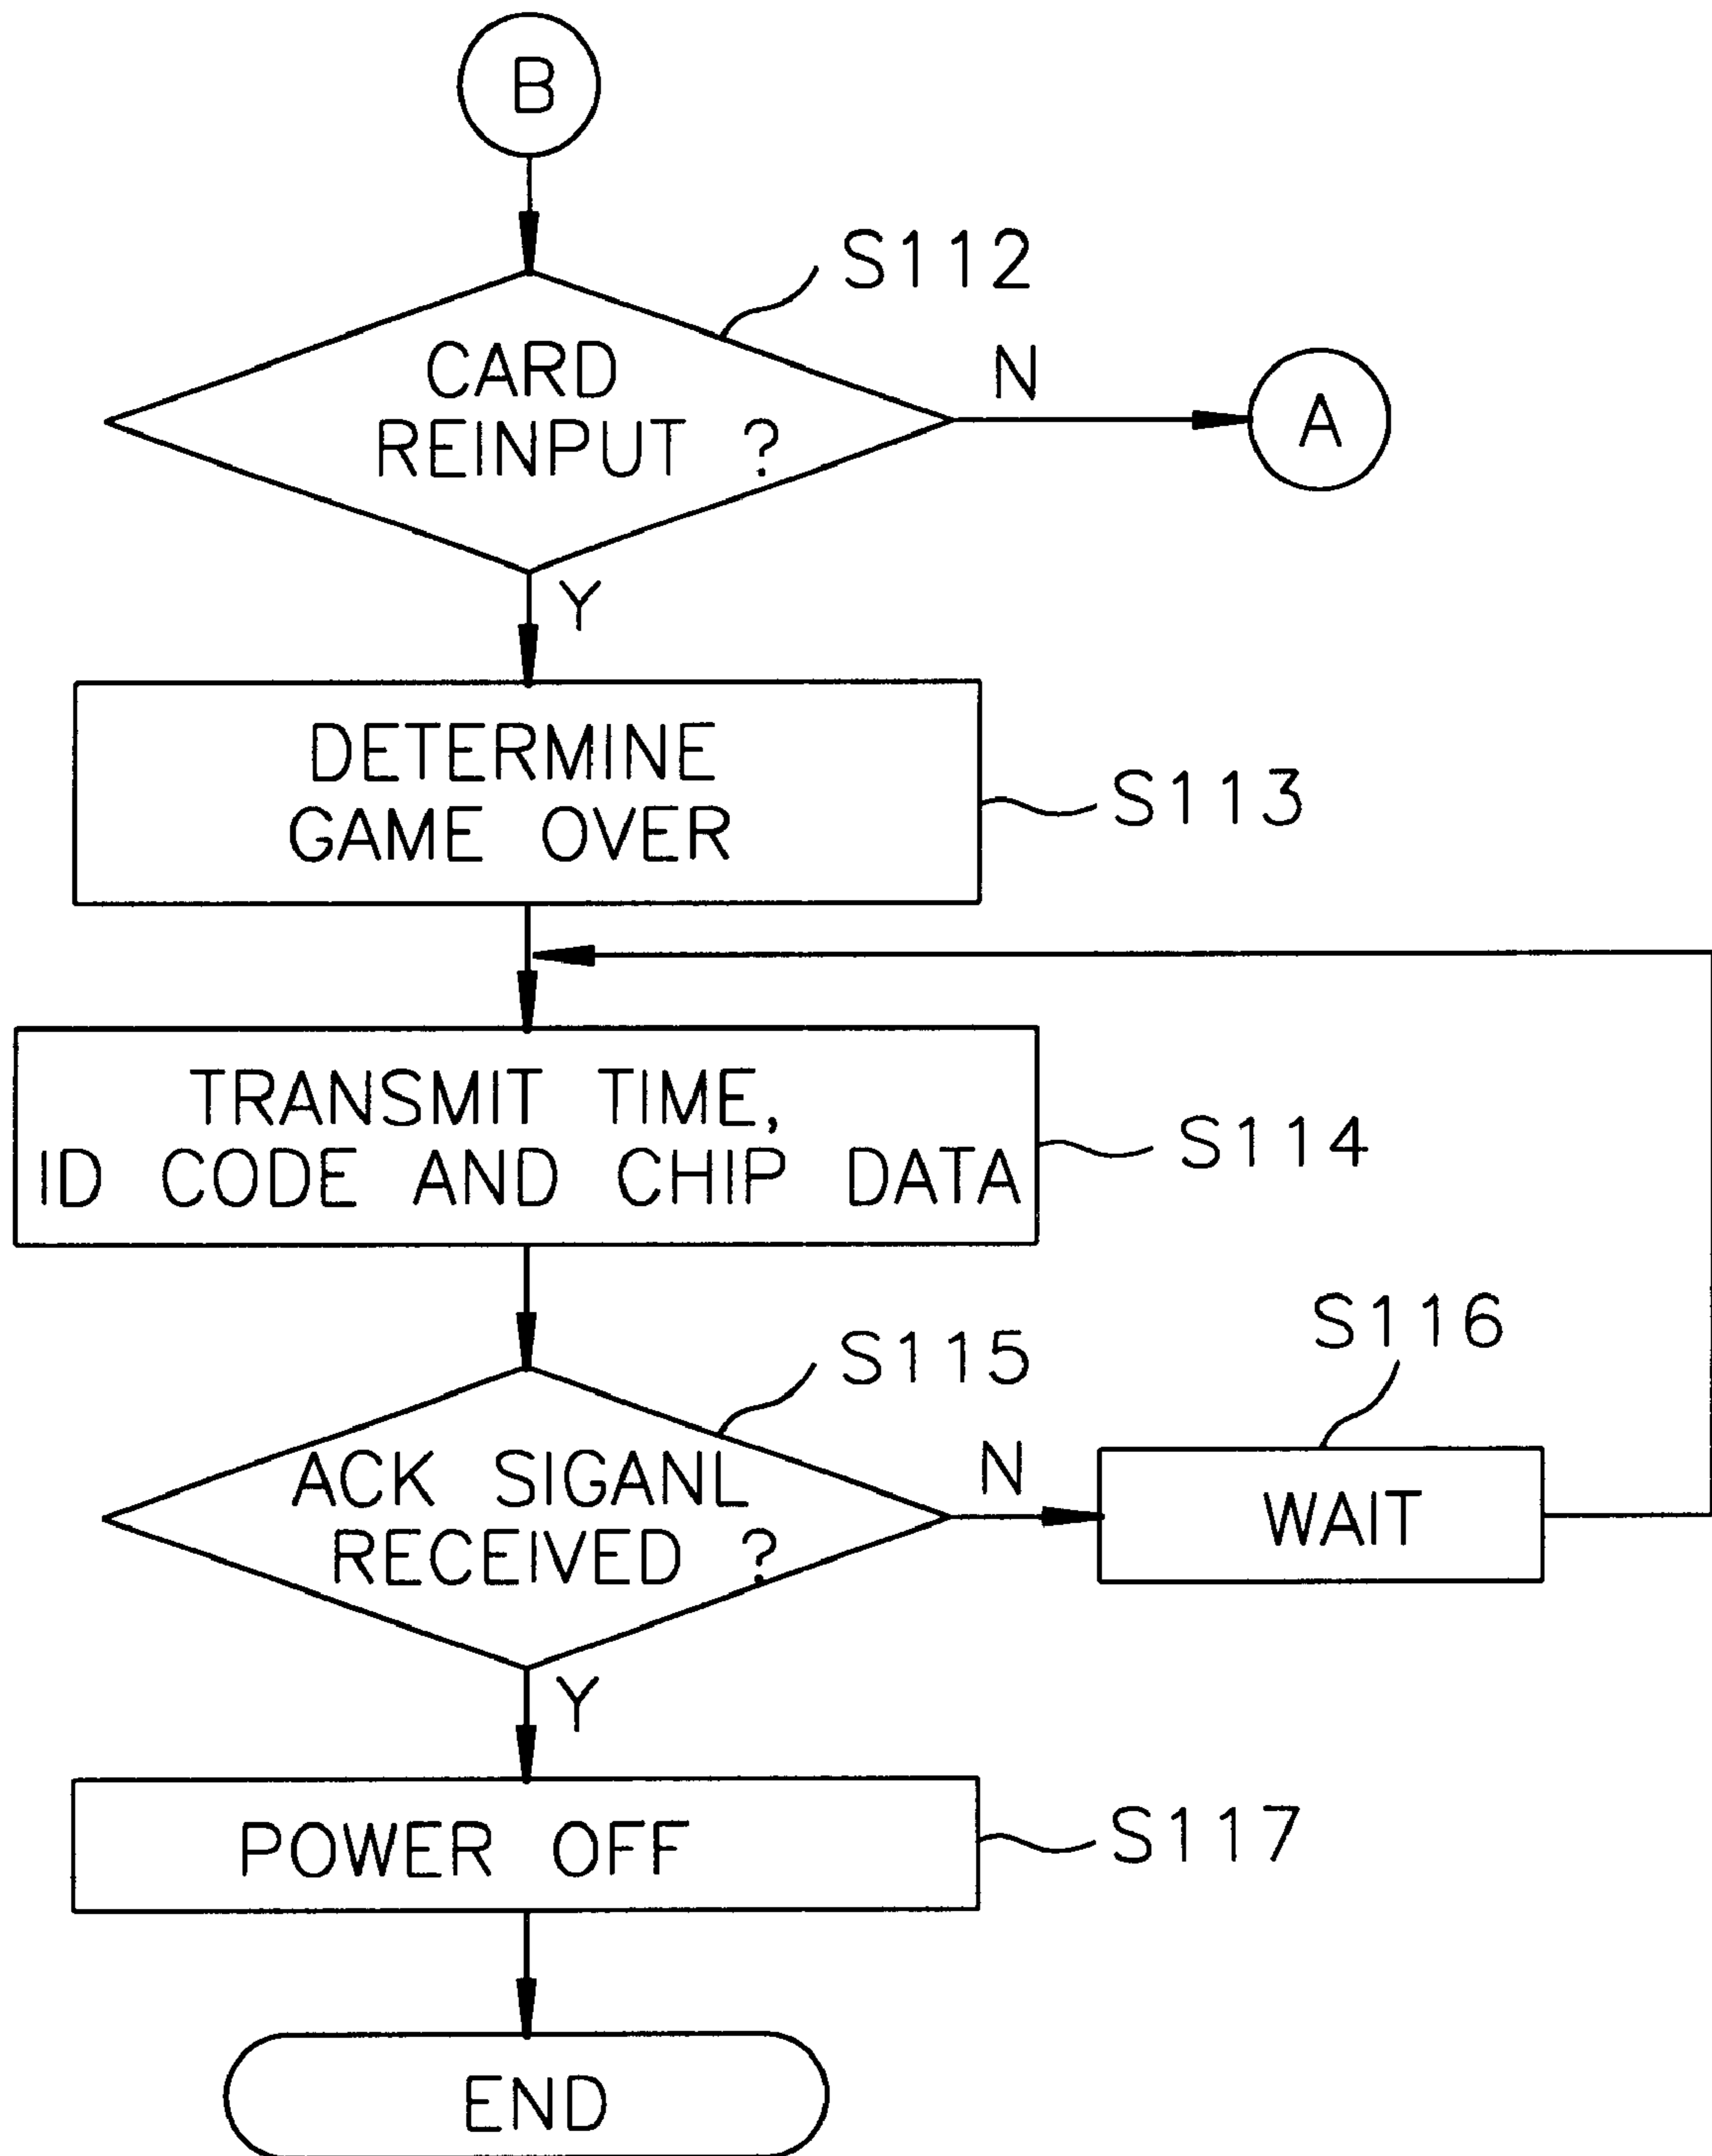 B
S112
CARD
REINPUT ?
N
A
Y
DETERMINE
GAME OVER
S113
TRANSMIT TIME,
ID CODE AND CHIP DATA
S114
S115
ACK SIGANL
RECEIVED ?
N
S116
WAIT
Y
POWER OFF
S117
END